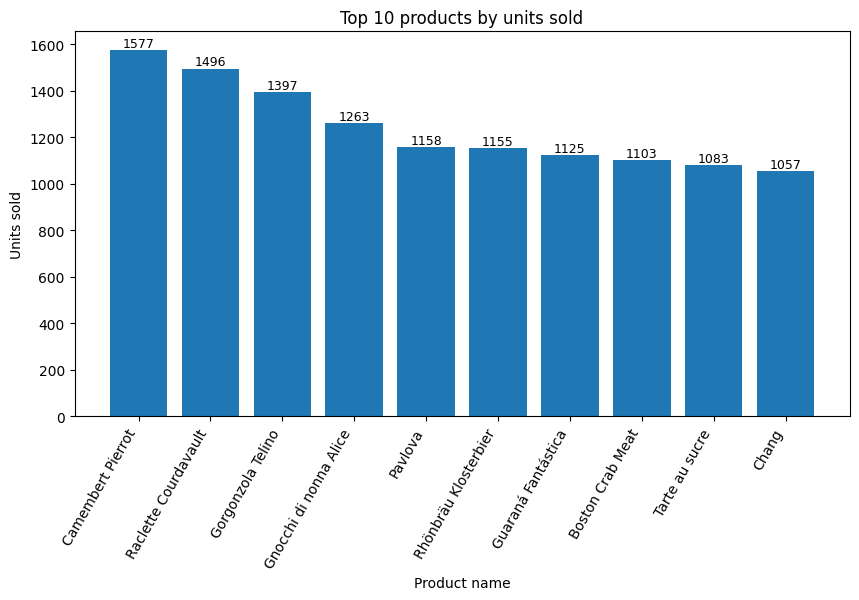 Top 10 products by units sold
Units sold
1600
1400
1200
1000
800
600
400
200
0
1577
1496
1397
1263
1158
1155
1125
1103
1083
1057
Camembert Pierrot
Raclette Courdavault
Gorgonzola Telino
Gnocchi di nonna Alice
Pavlova
Rhönbräu Klosterbier
Guaraná Fantástica
Boston Crab Meat
Tarte au sucre
Chang
Product name